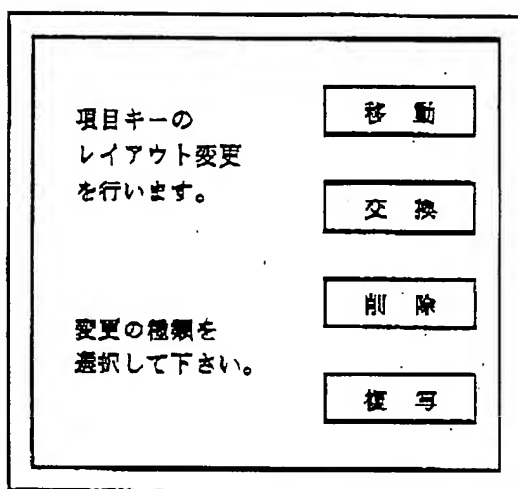 項目キーの
レイアウト変更
を行います。
変更の種類を
選択して下さい。
移 動
交 換
削 除
複 写